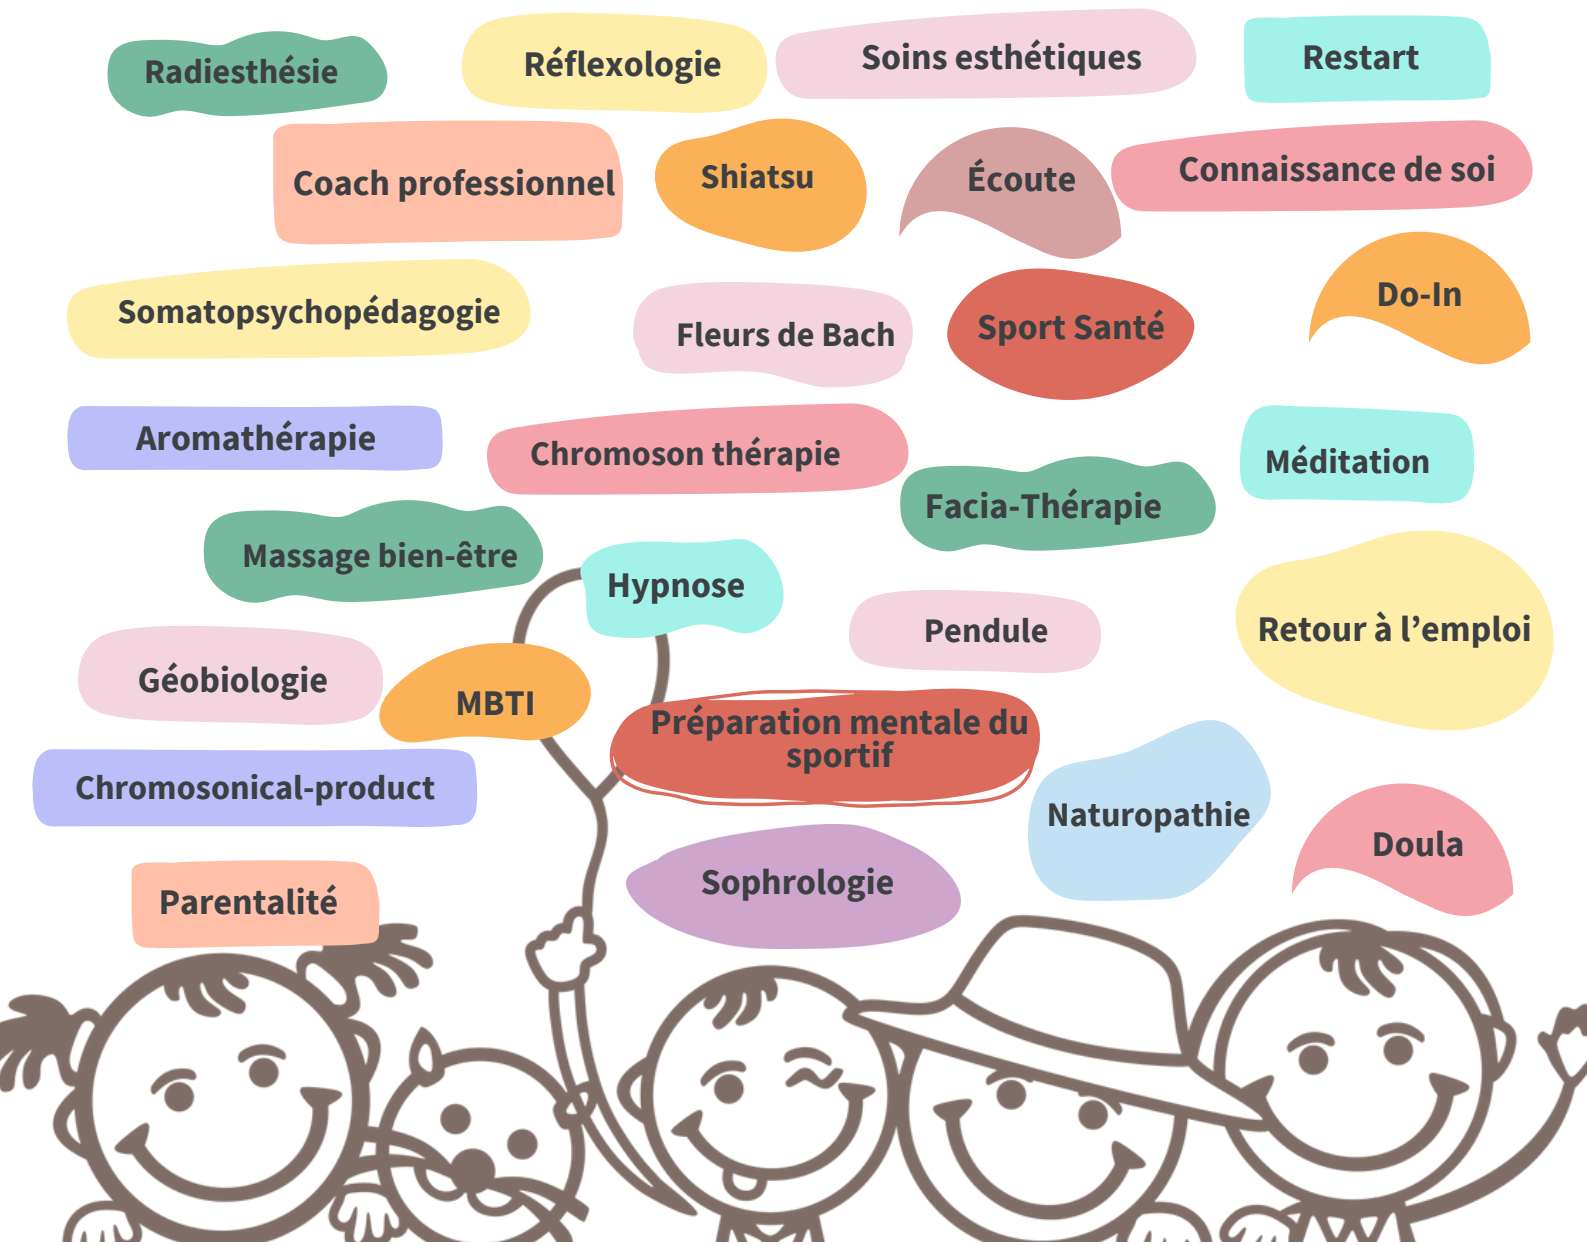 Radiesthésie
Réflexologie
Soins esthétiques
Restart
Coach professionnel
Shiatsu
Écoute
Connaissance de soi
Somatopsychopédagogie
Fleurs de Bach
Sport Santé
Do-In
Aromathérapie
Chromoson thérapie
Méditation
Facia-Thérapie
Massage bien-être
Hypnose
Pendule
Retour à l’emploi
Géobiologie
MBTI
Préparation mentale du
sportif
Chromosonical-product
Naturopathie
Doula
Sophrologie
Parentalité